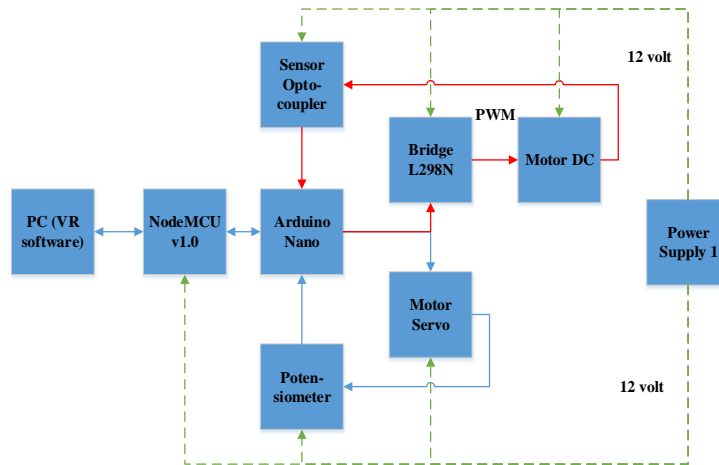 Sensor
Opto-
coupler
12 volt
PWM
Bridge
L298N
Motor DC
PC (VR
software)
NodeMCU
v1.0
Arduino
Nano
Power
Supply 1
Motor
Servo
Poten-
siometer
12 volt